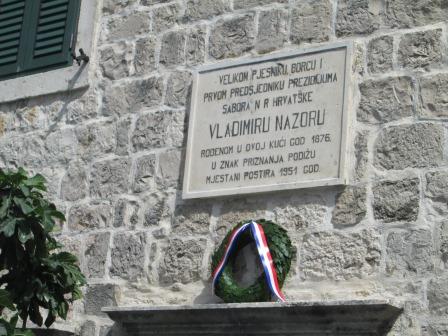 VELIKOM PJESNIKU, BORCU I
PRVOM PREDSJEDNIKU PREZIDIJUMA
SABORA N R HRVATSKE
VLADIMIRU NAZORU
ROĐENOM U OVOJ KUĆI GOD 1876.
U ZNAK PRIZNANJA PODIŽU
MJEŠTANI POSTIRA 1951 GOD.